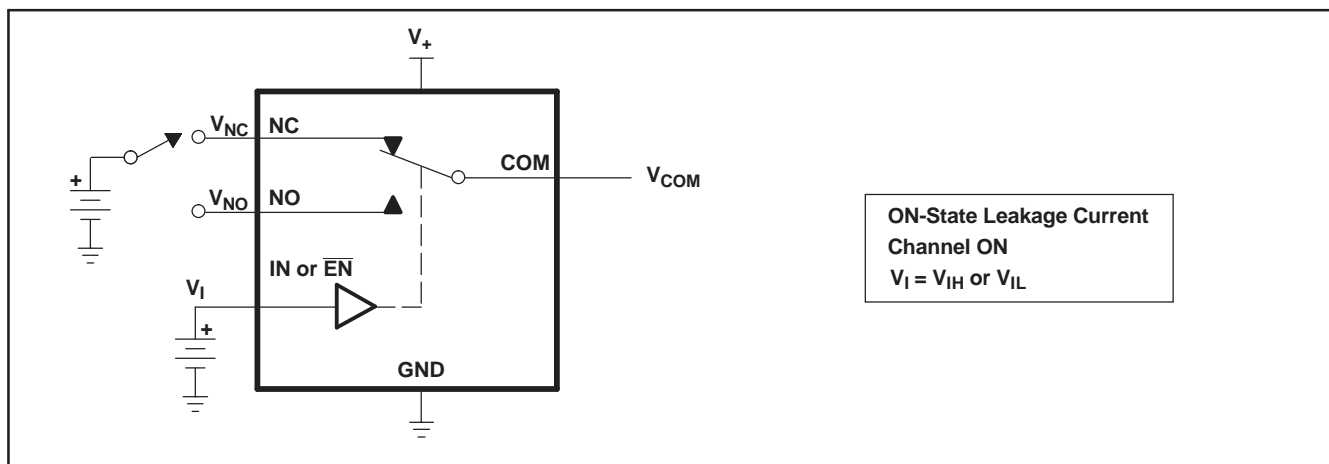 V+
+
VNC
NC
COM
VCOM
VNO
NO
IN or EN
VI
+
GND
ON-State Leakage Current
Channel ON
VI = VIH or VIL